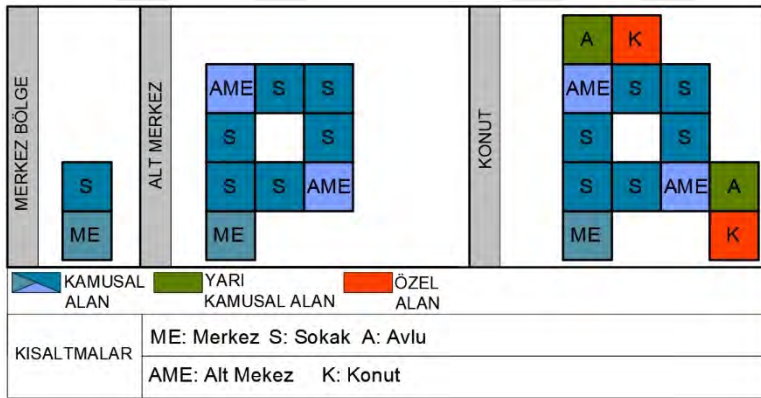 MERKEZ BÖLGE
S
ME
ALT MERKEZ
AME S S
S S
S S AME
ME
KONUT
A K
AME S S
S S
S S AME A
ME K
KAMUSAL ALAN
YARI KAMUSAL ALAN
ÖZEL ALAN
KISALTMALAR
ME: Merkez S: Sokak A: Avlu
AME: Alt Mekez K: Konut